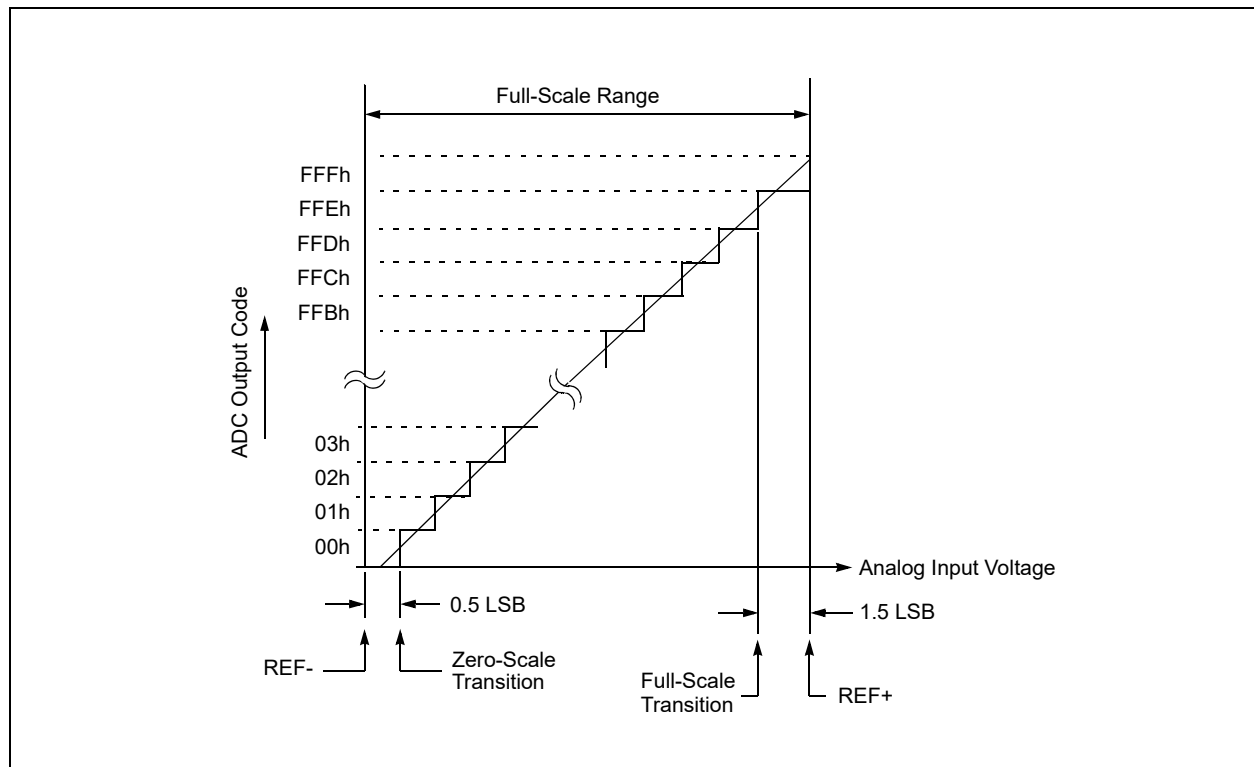 Full-Scale Range
FFFh
FFEh
FFDh
FFCh
FFBh
ADC Output Code
03h
02h
01h
00h
Analog Input Voltage
0.5 LSB
1.5 LSB
REF-
Zero-Scale
Transition
Full-Scale
Transition
REF+